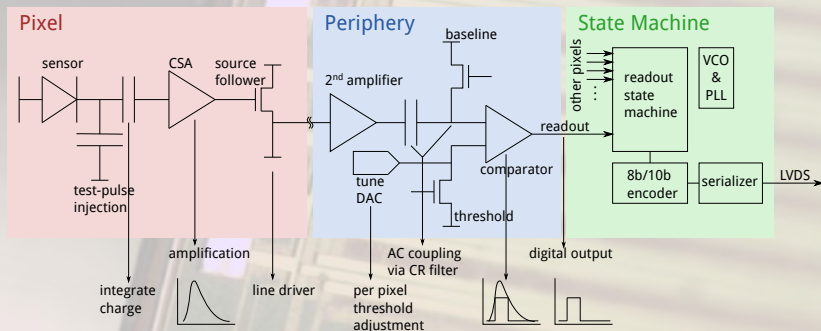 Pixel
Periphery
State Machine
sensor
CSA
source
follower
test-pulse
injection
2nd amplifier
baseline
tune
DAC
threshold
comparator
readout
other pixels
...
readout
state
machine
VCO
&
PLL
8b/10b
encoder
serializer
LVDS
integrate
charge
amplification
line driver
per pixel
threshold
adjustment
AC coupling
via CR filter
digital output